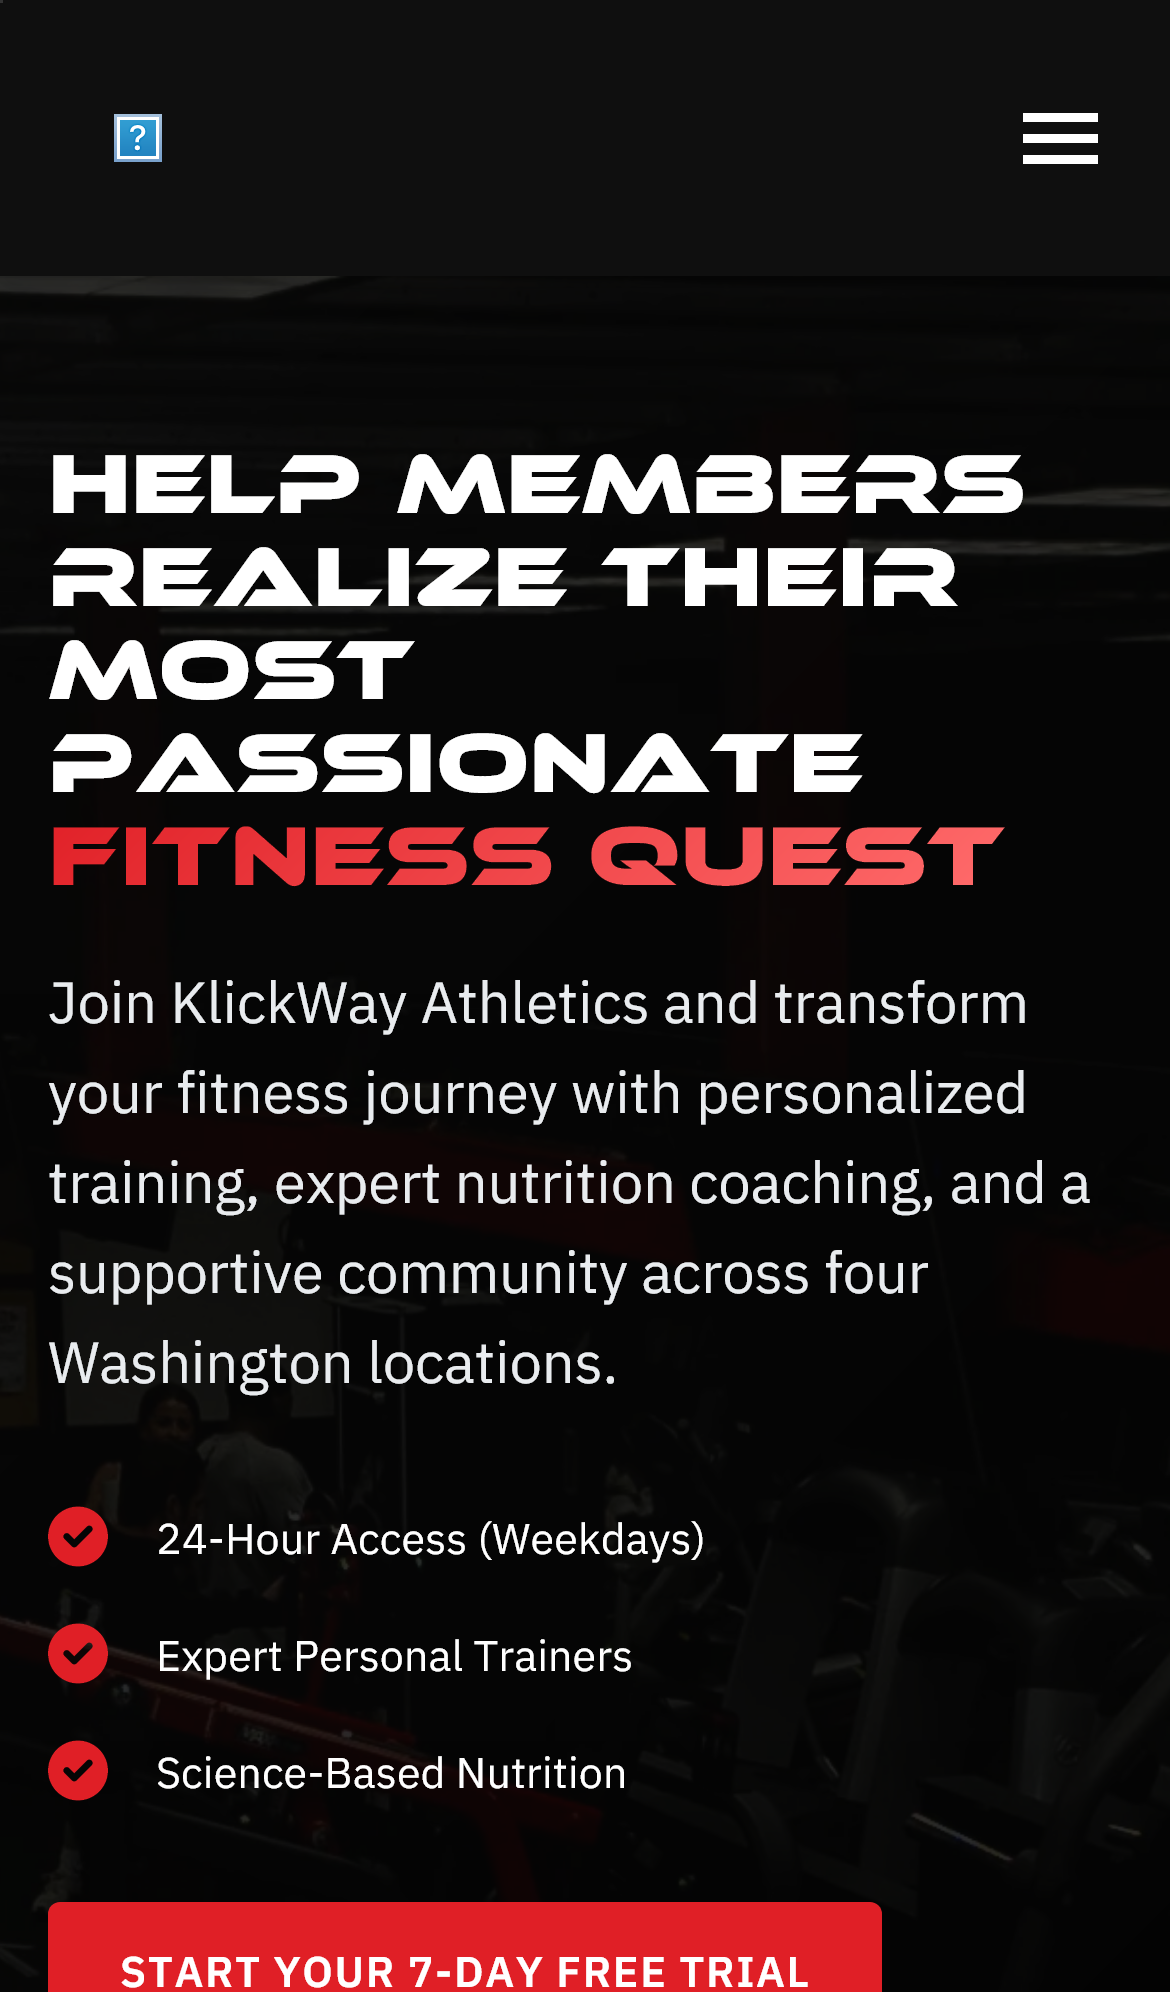 HELP MEMBERS
REALIZE THEIR
MOST
PASSIONATE
FITNESS QUEST
Join KlickWay Athletics and transform
your fitness journey with personalized
training, expert nutrition coaching, and a
supportive community across four
Washington locations.
24-Hour Access (Weekdays)
Expert Personal Trainers
Science-Based Nutrition
START YOUR 7-DAY FREE TRIAL